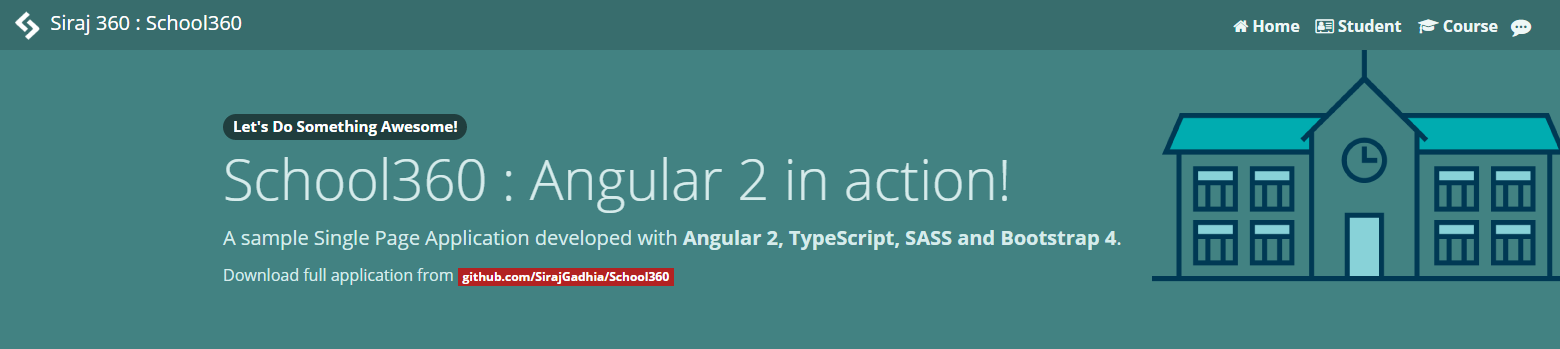 Siraj 360 : School360
Home Student Course
Let's Do Something Awesome!
School360 : Angular 2 in action!
A sample Single Page Application developed with Angular 2, TypeScript, SASS and Bootstrap 4.
Download full application from github.com/SirajGadhia/School360